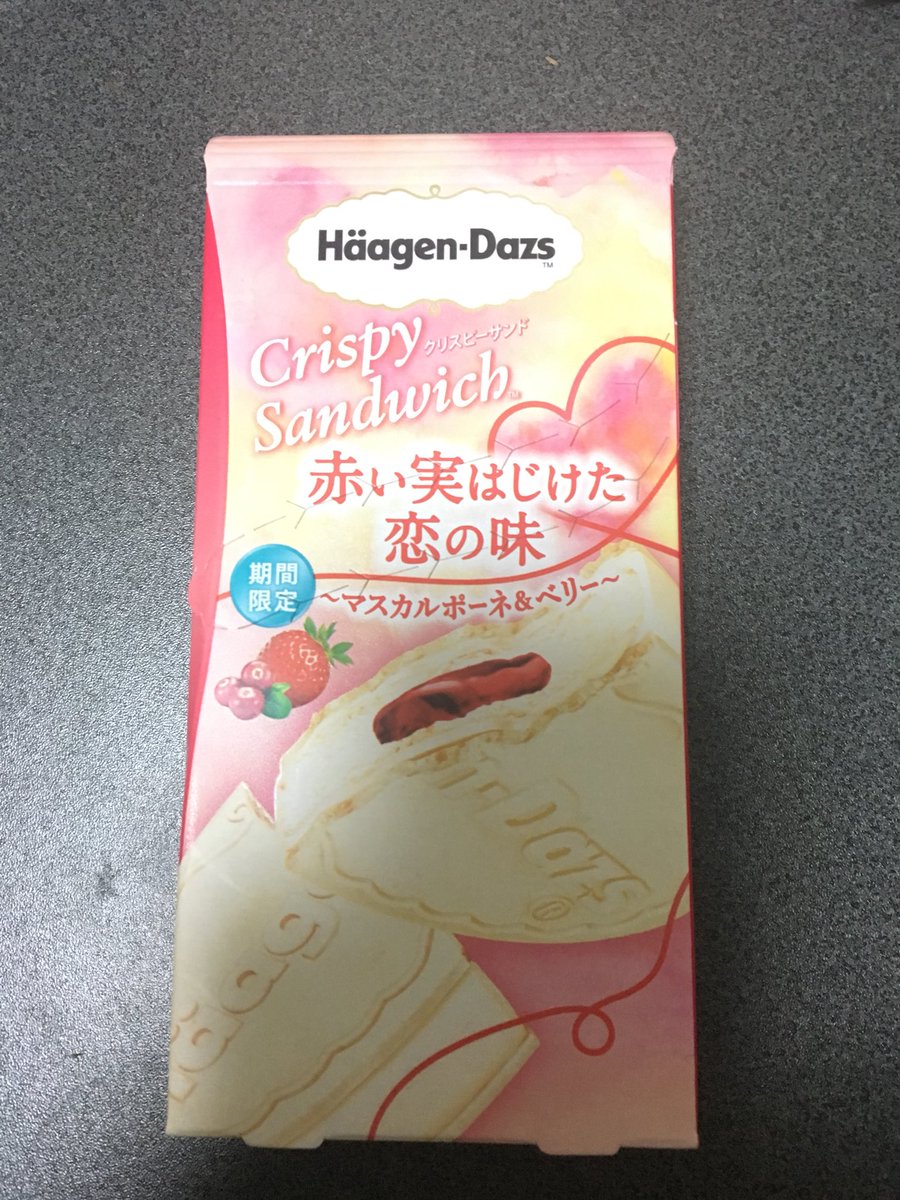 Häagen-Dazs
TM
Crispy
クリスピーサンド
Sandwich
赤い実はじけた
恋の味
期間
限定
~マスカルポーネ&ベリー~